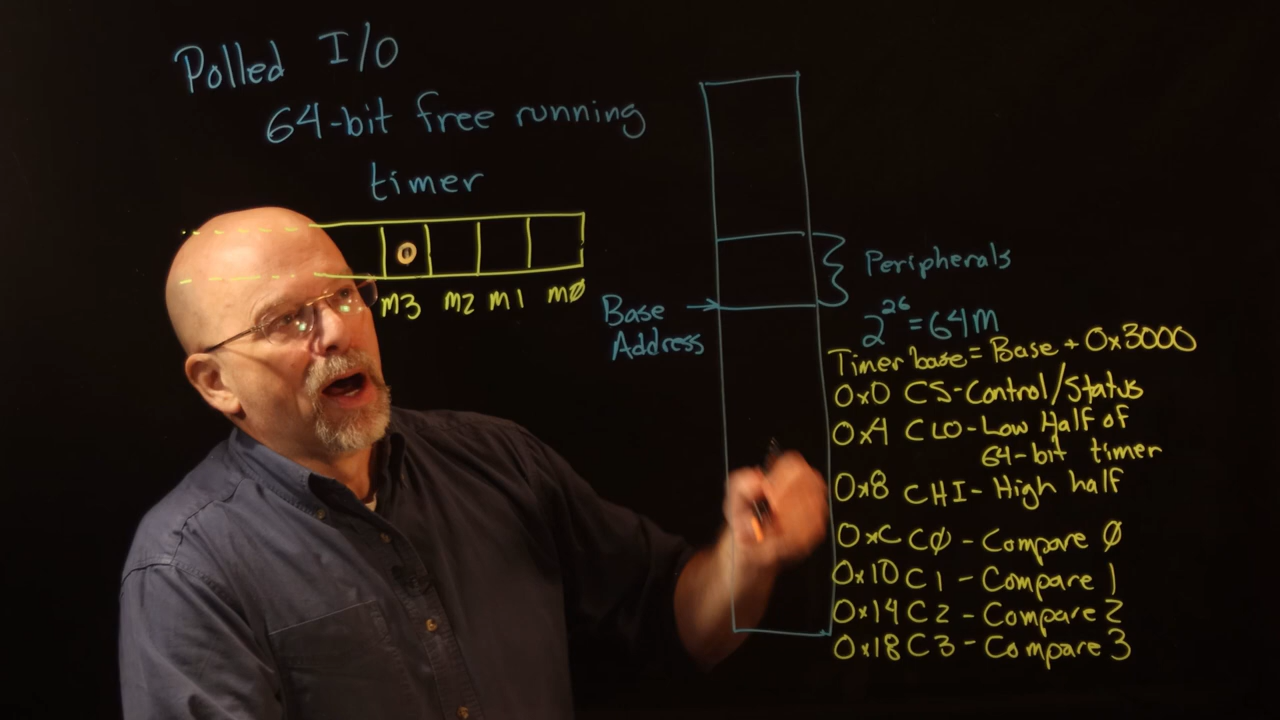 Polled I/O
64-bit free running
timer
0
M3 M2 M1 MØ
Base
Address
Peripherals
2^26 = 64M
Timer base = Base + 0x3000
0x0 CS-Control/Status
0x4 CLO-Low Half of
64-bit timer
0x8 CHI-High half
0xC CØ - Compare Ø
0x10 C1 - Compare 1
0x14 C2 - Compare 2
0x18 C3 - Compare 3